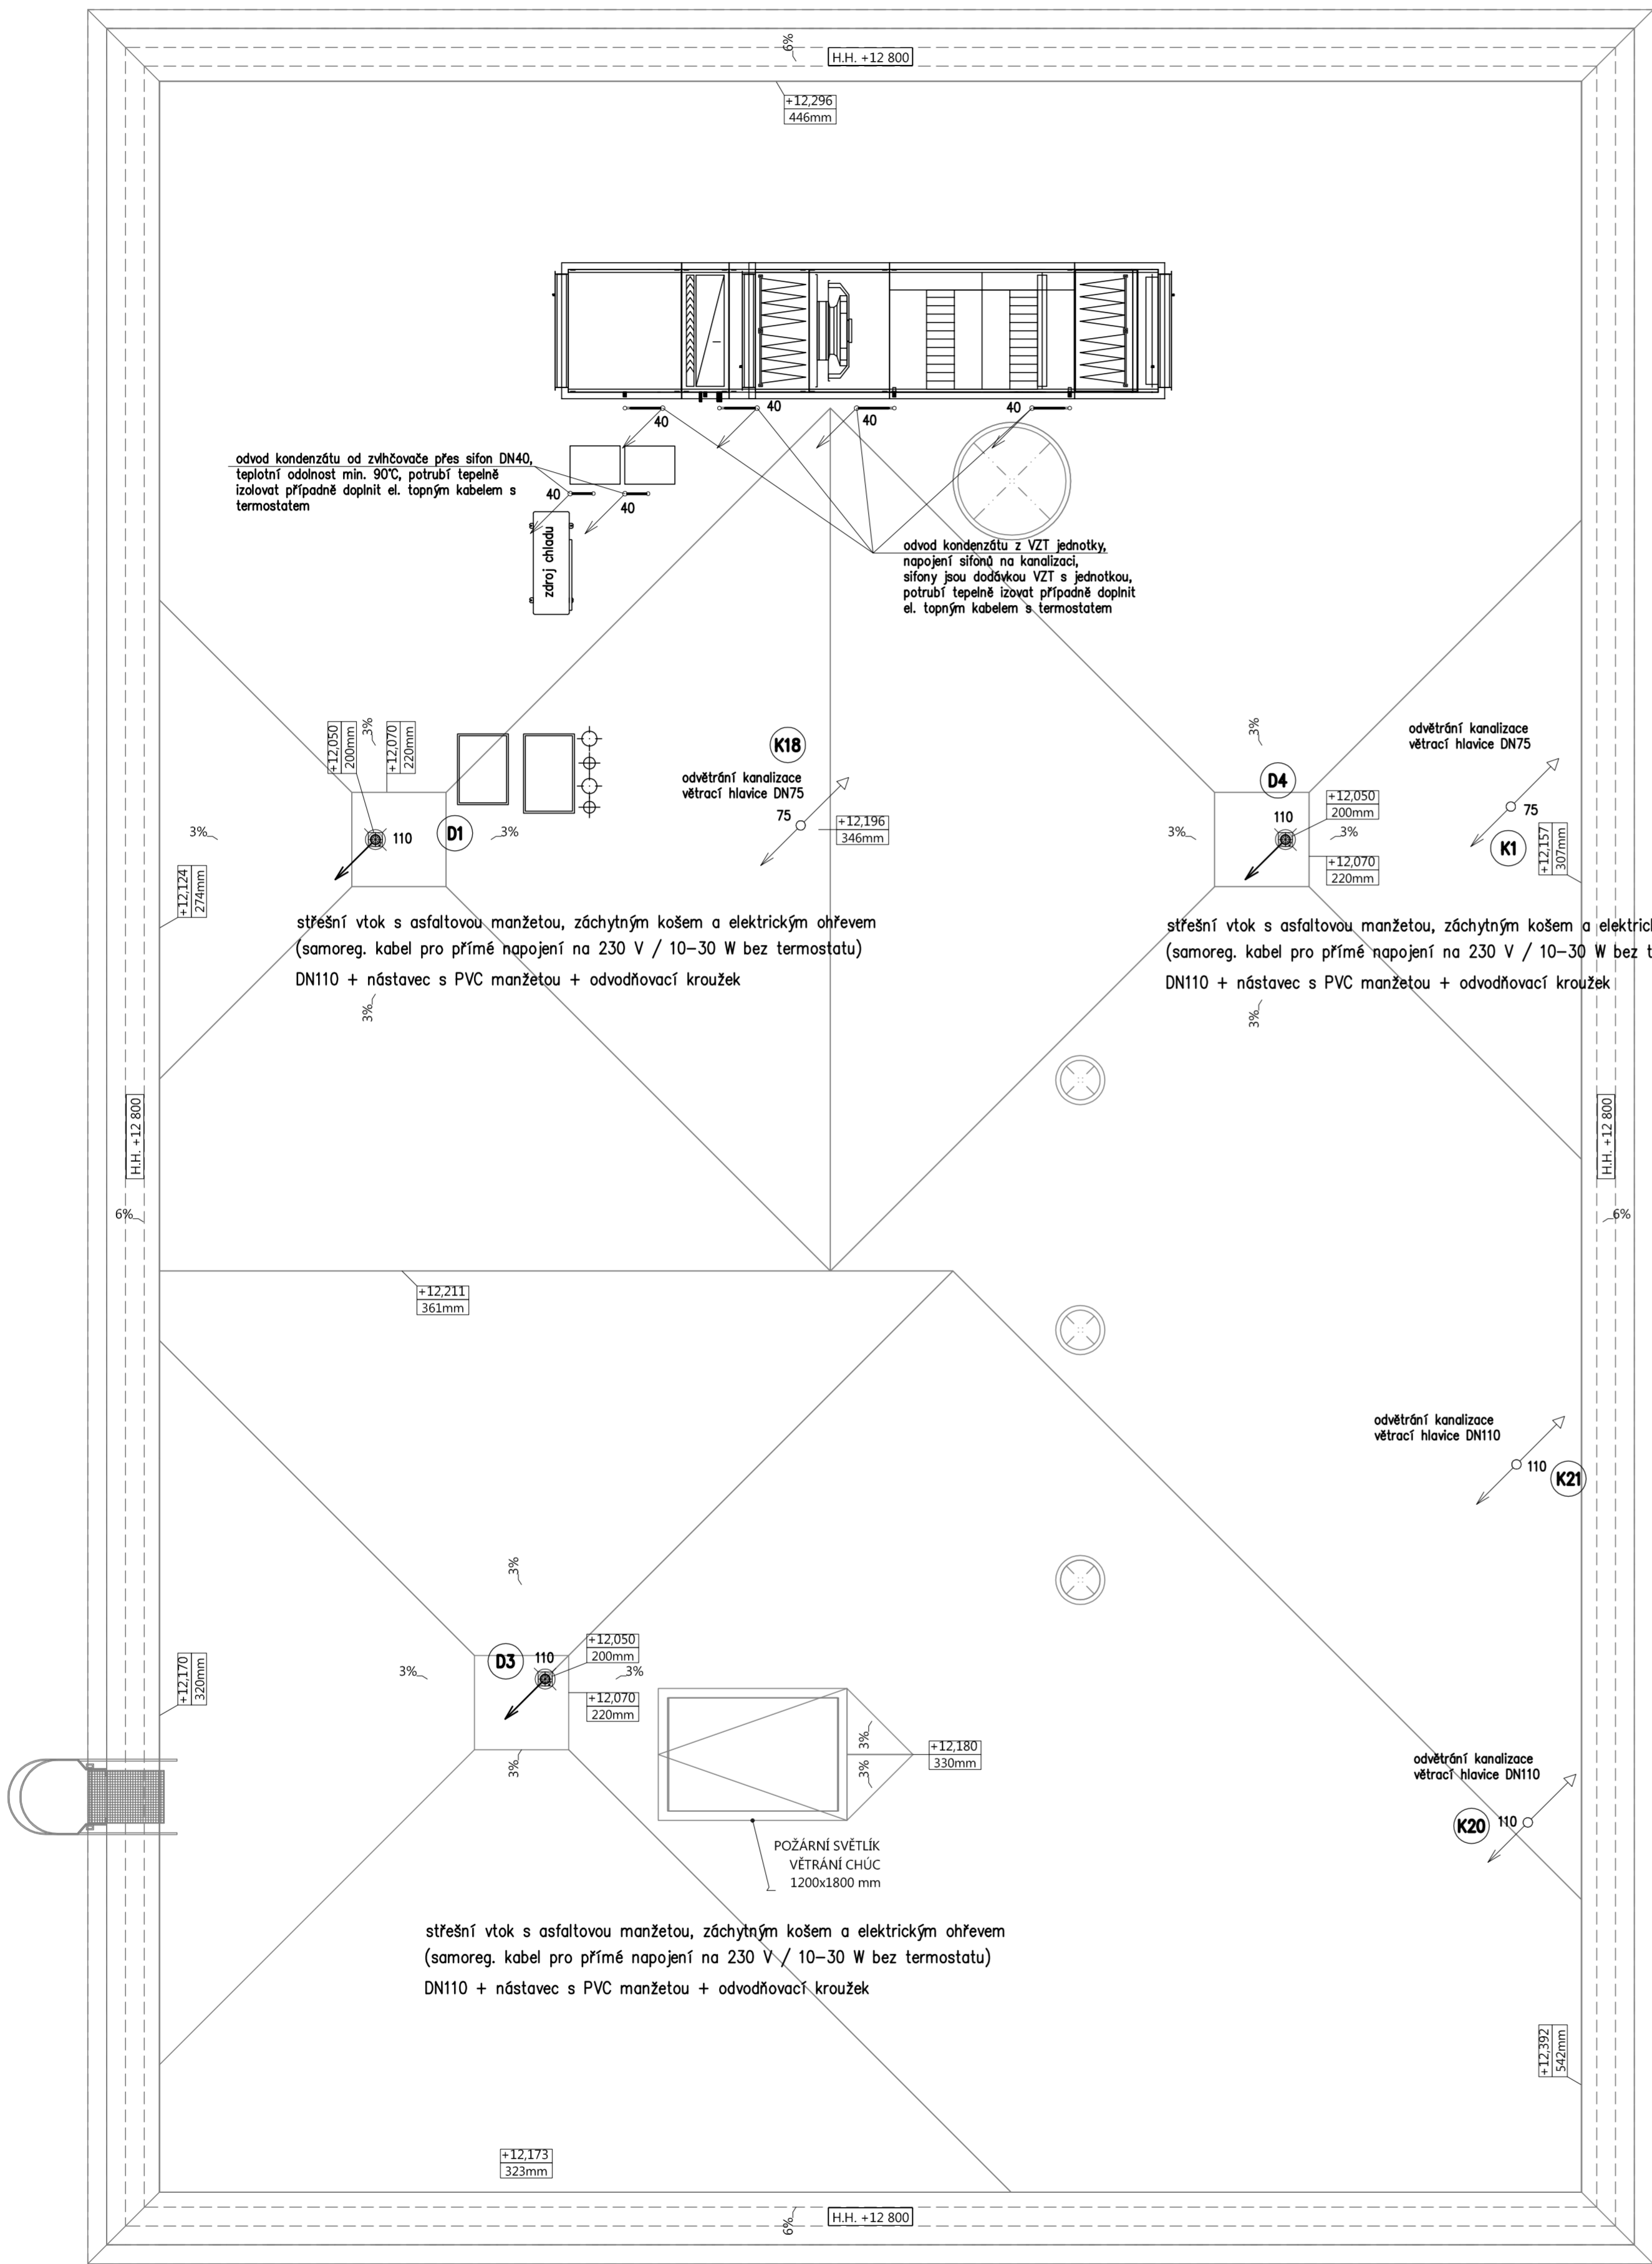 6%
H.H. +12 800
+12,296
446mm
40
40
40
40
odvod kondenzátu od zvlhčovače přes sifon DN40,
teplotní odolnost min. 90°C, potrubí tepelně
izolovat případně doplnit el. topným kabelem s
termostatem
40
40
zdroj chladu
odvod kondenzátu z VZT jednotky,
napojení sifonů na kanalizaci,
sifony jsou dodávkou VZT s jednotkou,
potrubí tepelně izovat případně doplnit
el. topným kabelem s termostatem
+12,050
200mm
3%
+12,070
220mm
3%
110
D1
3%
+12,124
274mm
K18
odvětrání kanalizace
větrací hlavice DN75
75
+12,196
346mm
3%
D4
110
+12,050
200mm
3%
3%
+12,070
220mm
odvětrání kanalizace
větrací hlavice DN75
75
K1
+12,157
307mm
střešní vtok s asfaltovou manžetou, záchytným košem a elektrickým ohřevem
(samoreg. kabel pro přímé napojení na 230 V / 10-30 W bez termostatu)
DN110 + nástavec s PVC manžetou + odvodňovací kroužek
3%
střešní vtok s asfaltovou manžetou, záchytným košem a elektrick
(samoreg. kabel pro přímé napojení na 230 V / 10-30 W bez t
DN110 + nástavec s PVC manžetou + odvodňovací kroužek
3%
H.H. +12 800
6%
H.H. +12 800
6%
+12,211
361mm
odvětrání kanalizace
větrací hlavice DN110
110
K21
3%
D3
110
+12,050
200mm
3%
3%
+12,070
220mm
3%
+12,170
320mm
3%
3%
+12,180
330mm
POŽÁRNÍ SVĚTLÍK
VĚTRÁNÍ CHÚC
1200x1800 mm
odvětrání kanalizace
větrací hlavice DN110
K20
110
střešní vtok s asfaltovou manžetou, záchytným košem a elektrickým ohřevem
(samoreg. kabel pro přímé napojení na 230 V / 10-30 W bez termostatu)
DN110 + nástavec s PVC manžetou + odvodňovací kroužek
+12,392
542mm
+12,173
323mm
6%
H.H. +12 800